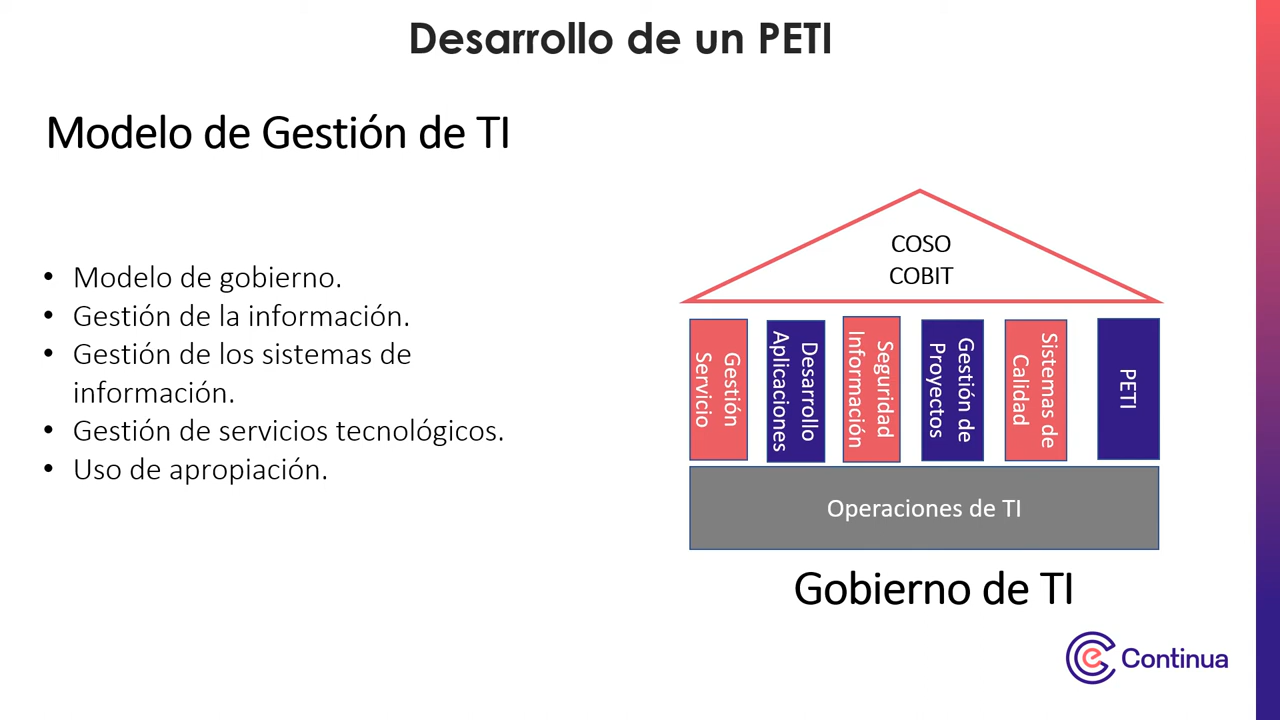 Desarrollo de un PETI
Modelo de Gestión de TI
• Modelo de gobierno.
• Gestión de la información.
• Gestión de los sistemas de
información.
• Gestión de servicios tecnológicos.
• Uso de apropiación.
COSO
COBIT
Gestión
Servicio
Desarrollo
Aplicaciones
Seguridad
Información
Gestión de
Proyectos
Sistemas de
Calidad
PETI
Operaciones de TI
Gobierno de TI
e Continua